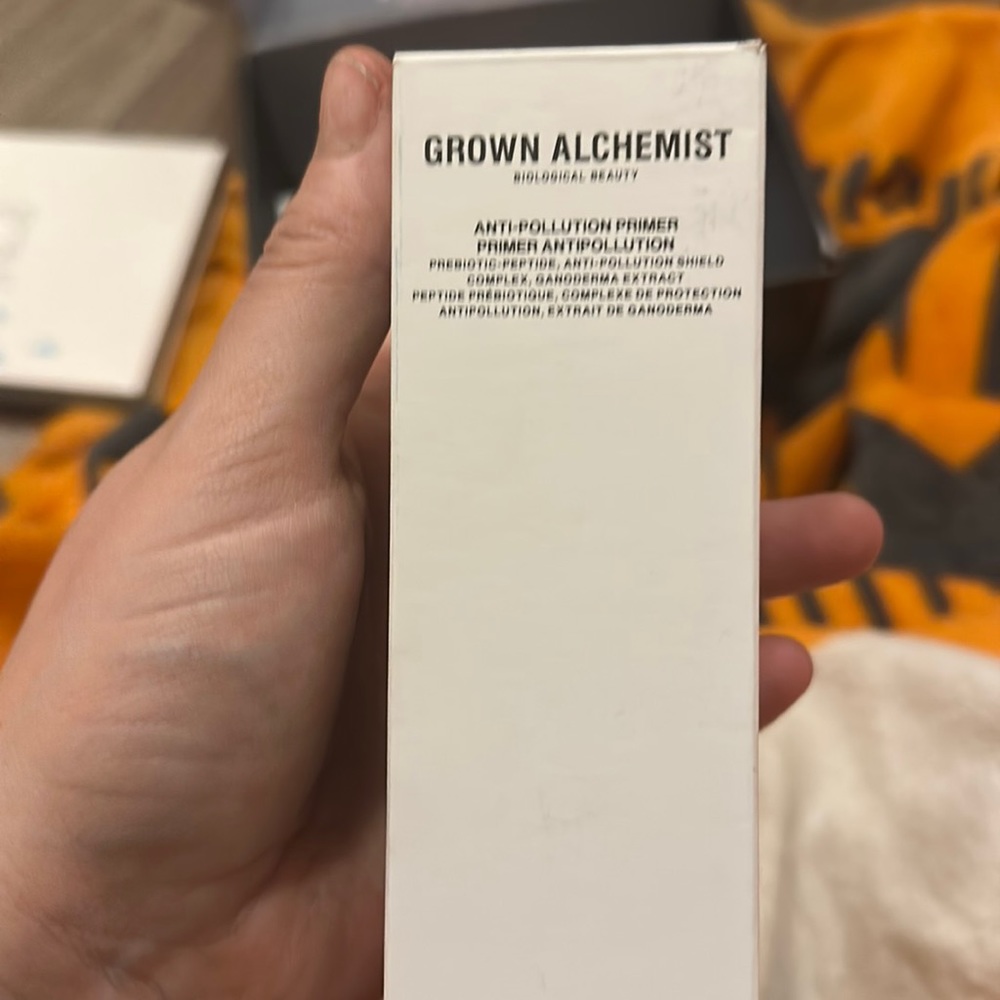 GROWN ALCHEMIST
BIOLOGICAL BEAUTY
ANTI-POLLUTION PRIMER
PRIMER ANTIPOLLUTION
PREBIOTIC-PEPTIDE, ANTI-POLLUTION SHIELD
COMPLEX, GANODERMA EXTRACT
PEPTIDE PRÉBIOTIQUE, COMPLEXE DE PROTECTION
ANTIPOLLUTION, EXTRAIT DE GANODERMA